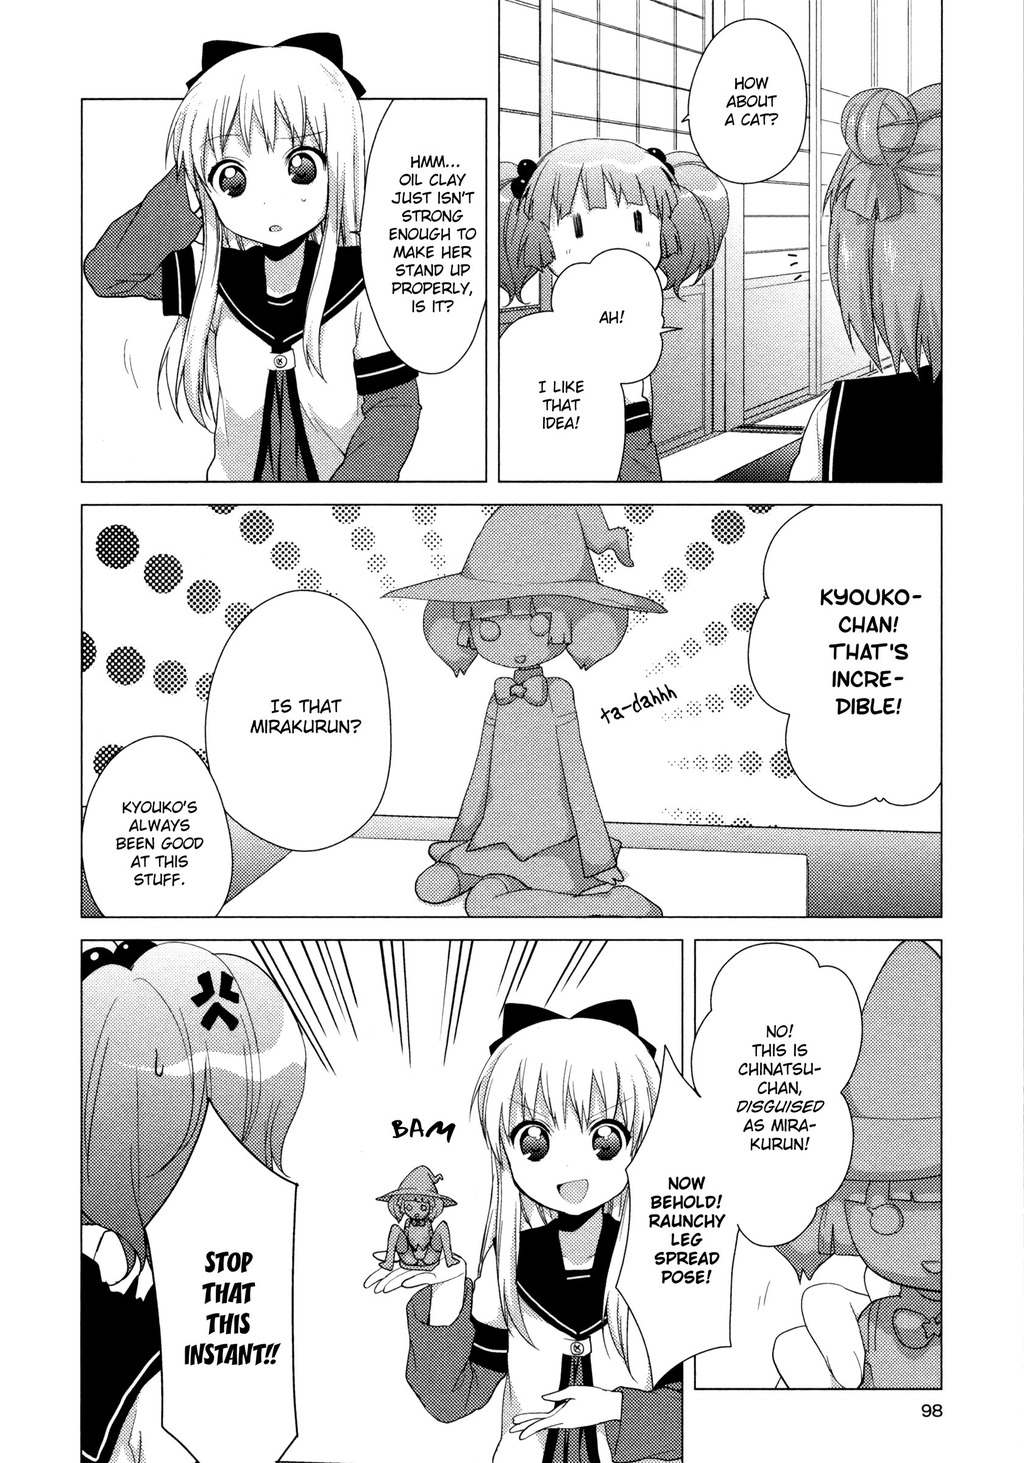 HOW
ABOUT
A CAT?
AH!
I LIKE
THAT
IDEA!
HMM...
OIL CLAY
JUST ISN'T
STRONG
ENOUGH TO
MAKE HER
STAND UP
PROPERLY,
IS IT?
KYOUKO-
CHAN!
THAT'S
INCRE-
DIBLE!
ta-dahhh
IS THAT
MIRAKURUN?
KYOUKO'S
ALWAYS
BEEN GOOD
AT THIS
STUFF.
NO!
THIS IS
CHINATSU-
CHAN,
DISGUISED
AS MIRA-
KURUN!
NOW
BEHOLD!
RAUNCHY
LEG
SPREAD
POSE!
BAM
STOP
THAT
THIS
INSTANT!!
98